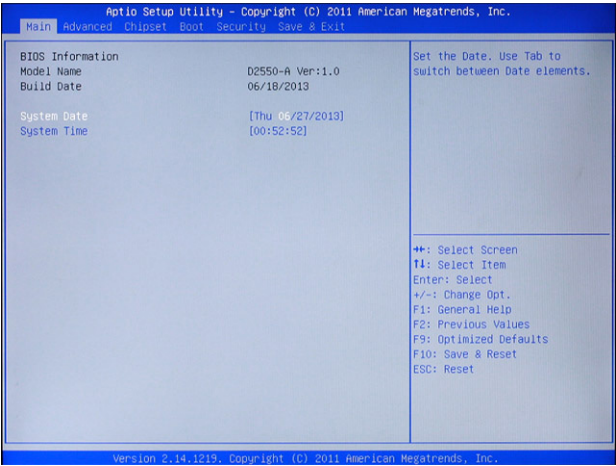 Aptio Setup Utility – Copyright (C) 2011 American Megatrends, Inc.
Main Advanced Chipset Boot Security Save & Exit
BIOS Information
Model Name D2550-A Ver:1.0
Build Date 06/18/2013
System Date [Thu 06/27/2013]
System Time [00:52:52]
Set the Date. Use Tab to
switch between Date elements.
→←: Select Screen
↑↓: Select Item
Enter: Select
+/-: Change Opt.
F1: General Help
F2: Previous Values
F9: Optimized Defaults
F10: Save & Reset
ESC: Reset
Version 2.14.1219. Copyright (C) 2011 American Megatrends, Inc.